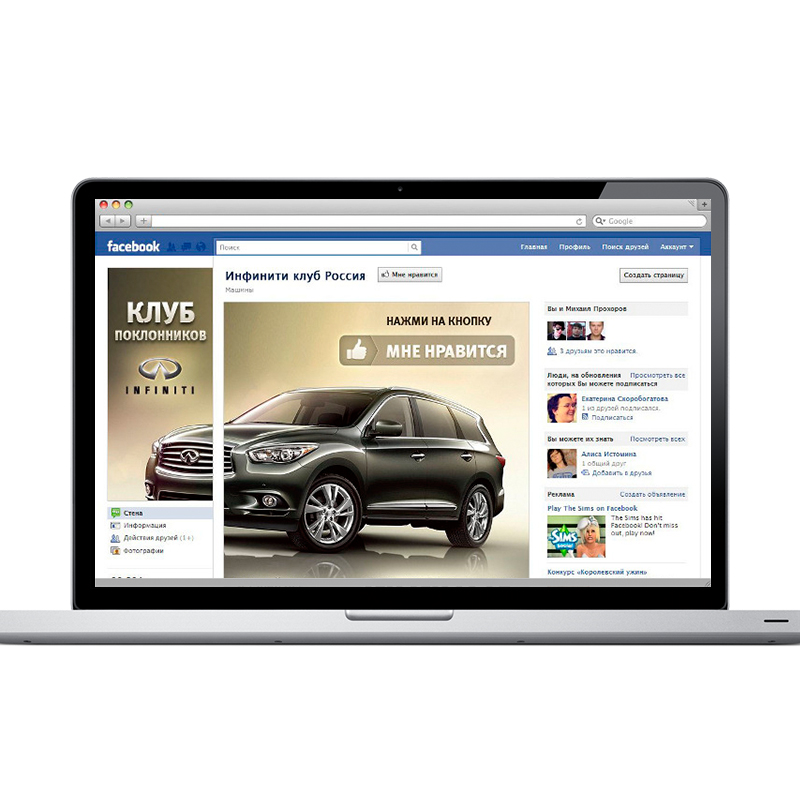 Google
facebook
Поиск
Главная Профиль Поиск друзей Аккаунт
Инфинити клуб Россия
Мне нравится
Создать страницу
Машины
КЛУБ
ПОКЛОННИКОВ
INFINITI
Стена
Информация
Действия друзей (1+)
Фотографии
НАЖМИ НА КНОПКУ
МНЕ НРАВИТСЯ
Вы и Михаил Прохоров
3 друзьям это нравится.
Люди, на обновления Просмотреть все
которых Вы можете подписаться
Екатерина Скоробогатова
1 из друзей подписался.
Подписаться
Вы можете их знать Посмотреть всех
Алиса Истомина
1 общий друг
Добавить в друзья
Реклама Создать объявление
Play The Sims on Facebook
The Sims has hit
Facebook! Don't miss
out, play now!
SIMS
Social
Конкурс «Королевский ужин»